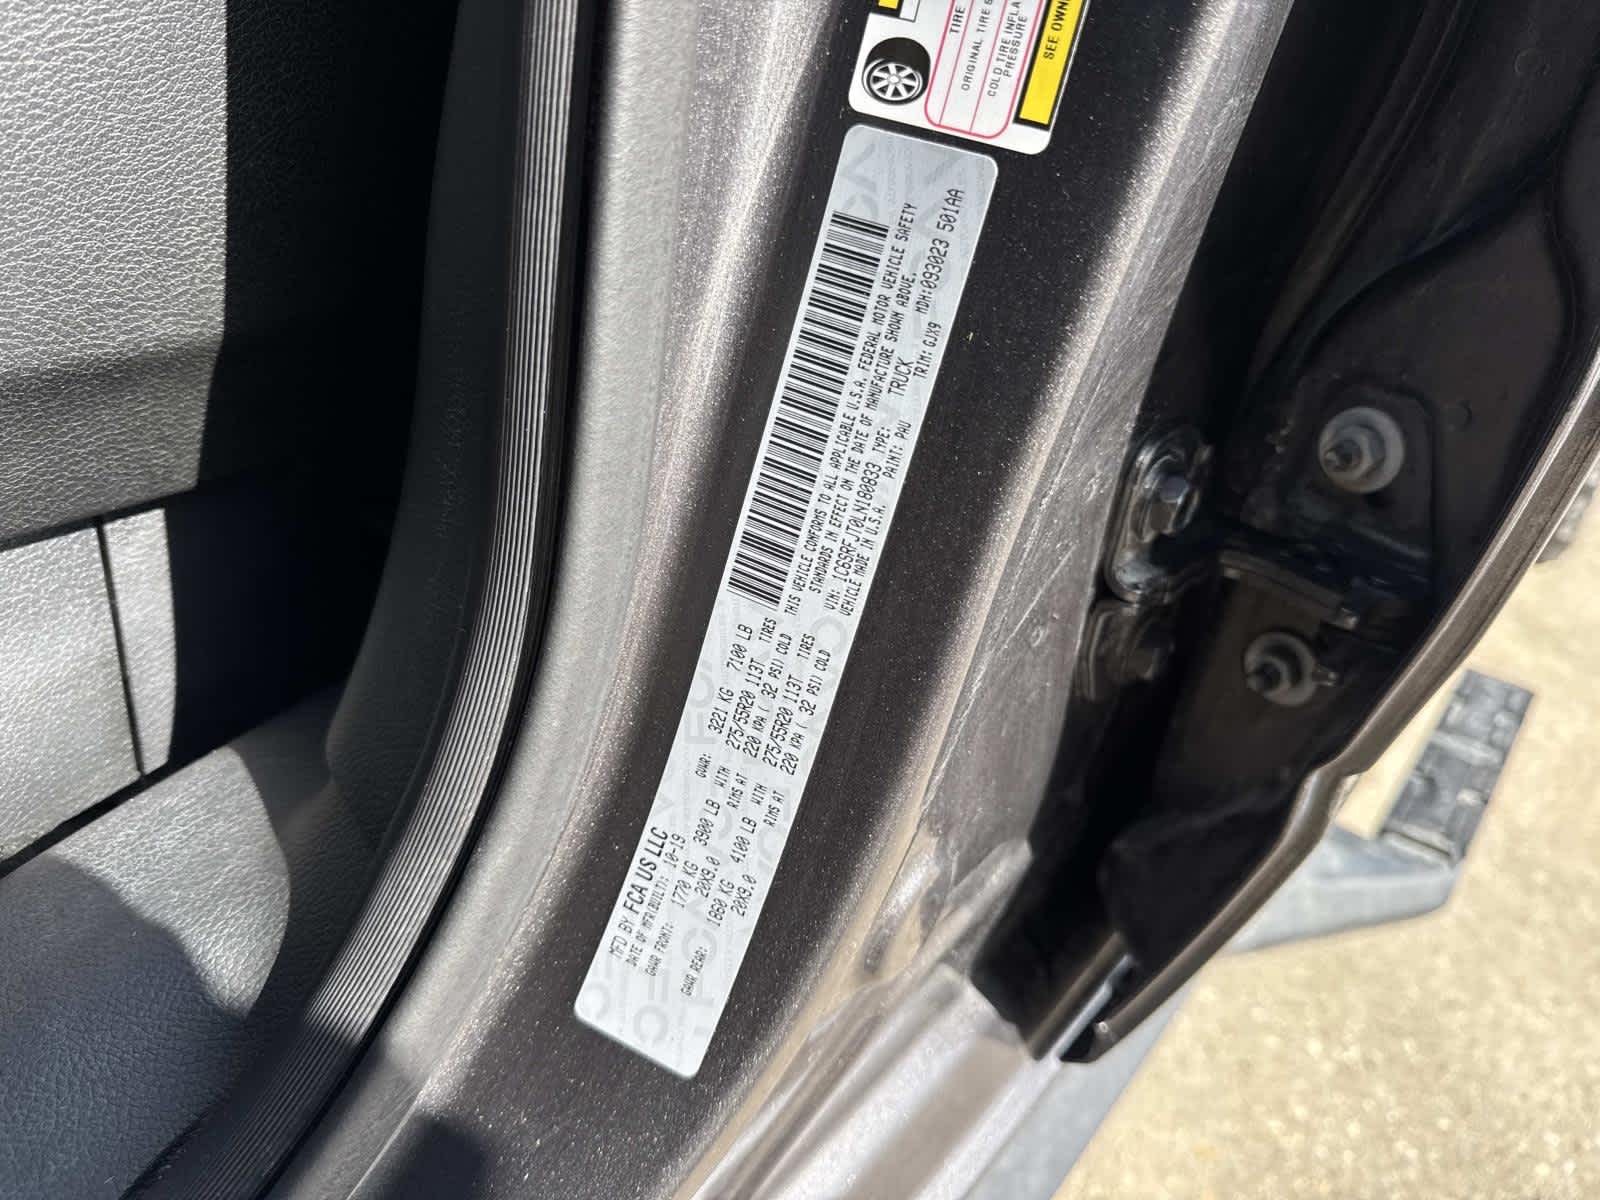 TIRE
ORIGINAL TIRE
COLD TIRE INFLA
PRESSURE
SEE OWN
MFD BY FCA US LLC
DATE OF MFR(BUILT): 10-19 GVWR: 3221 KG 7100 LB
GAWR FRONT: 1770 KG 3900 LB WITH 275/55R20 113T TIRES
20X9.0 RIMS AT 220 KPA ( 32 PSI) COLD
GAWR REAR: 1860 KG 4100 LB WITH 275/55R20 113T TIRES
20X9.0 RIMS AT 220 KPA ( 32 PSI) COLD
THIS VEHICLE CONFORMS TO ALL APPLICABLE U.S.A. FEDERAL MOTOR VEHICLE SAFETY
STANDARDS IN EFFECT ON THE DATE OF MANUFACTURE SHOWN ABOVE.
VIN: 1C6SRFJT0LN180833 TYPE: TRUCK MDH:093023 501AA
VEHICLE MADE IN U.S.A. PAINT: PAU TRIM: GJX9